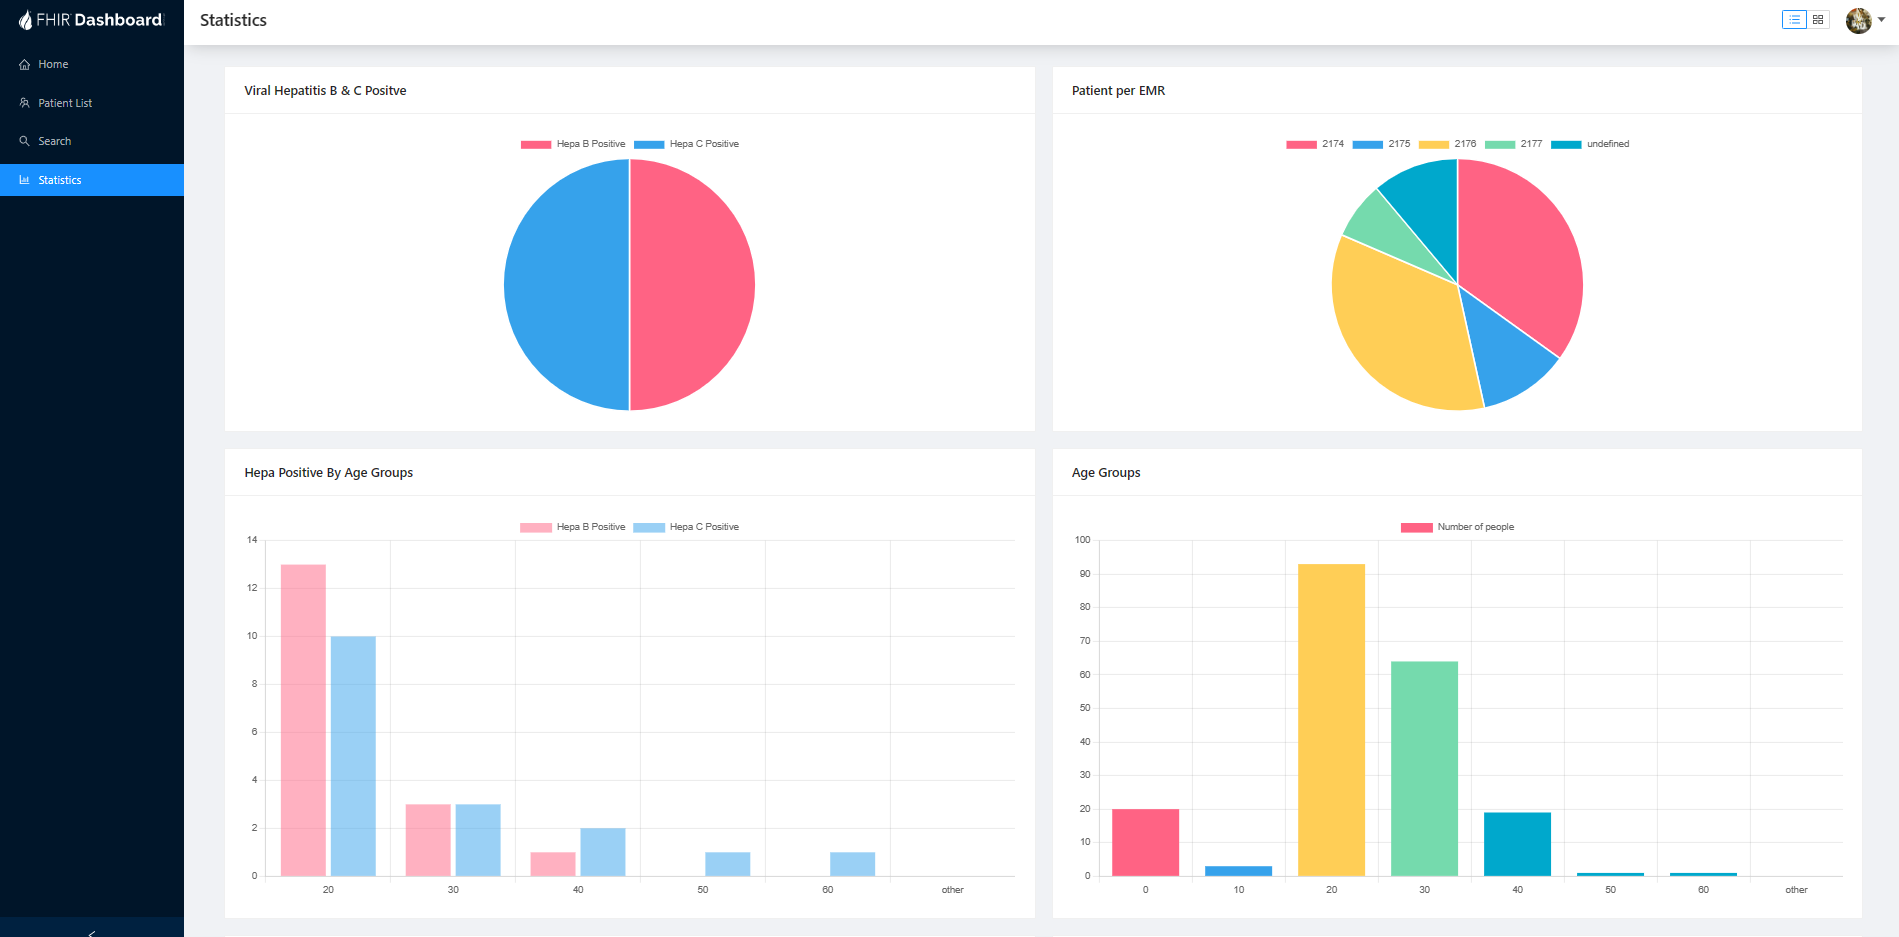 FHIR Dashboard
Statistics
Home
Patient List
Search
Statistics
Viral Hepatitis B & C Positve
Hepa B Positive Hepa C Positive
Patient per EMR
2174 2175 2176 2177 undefined
Hepa Positive By Age Groups
Hepa B Positive Hepa C Positive
14
12
10
8
6
4
2
0
20 30 40 50 60 other
Age Groups
Number of people
100
90
80
70
60
50
40
30
20
10
0
0 10 20 30 40 50 60 other